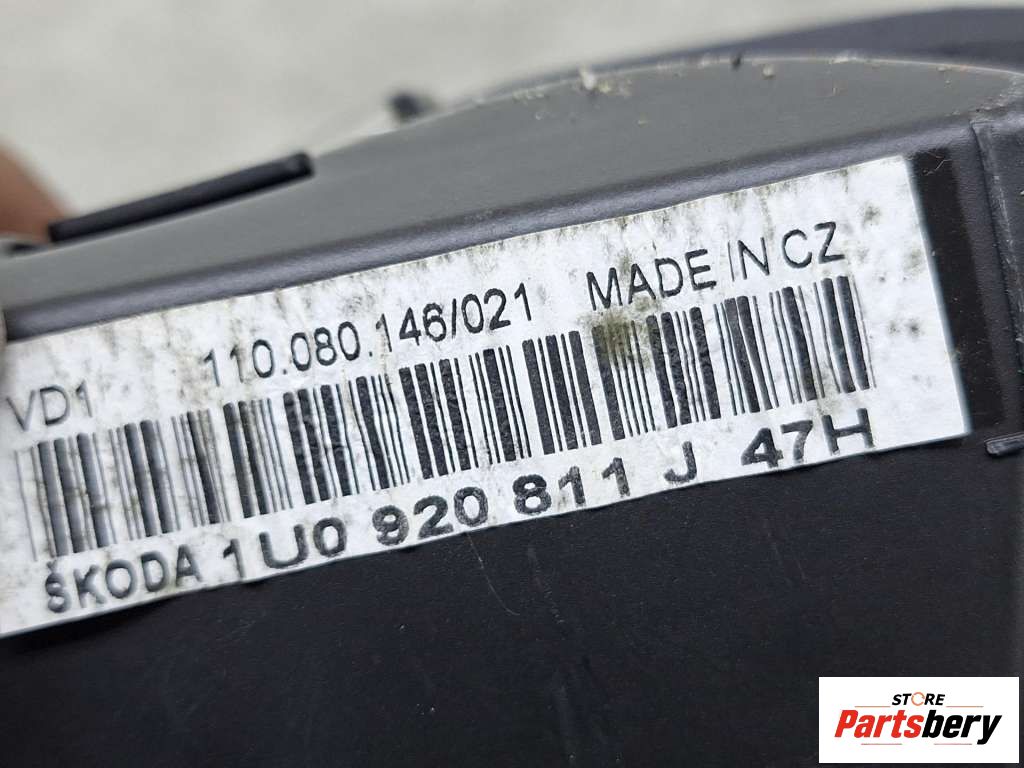 VD1 110.080.146/021 MADE IN CZ
ŠKODA 1U0 920 811 J 47H
STORE
Partsbery